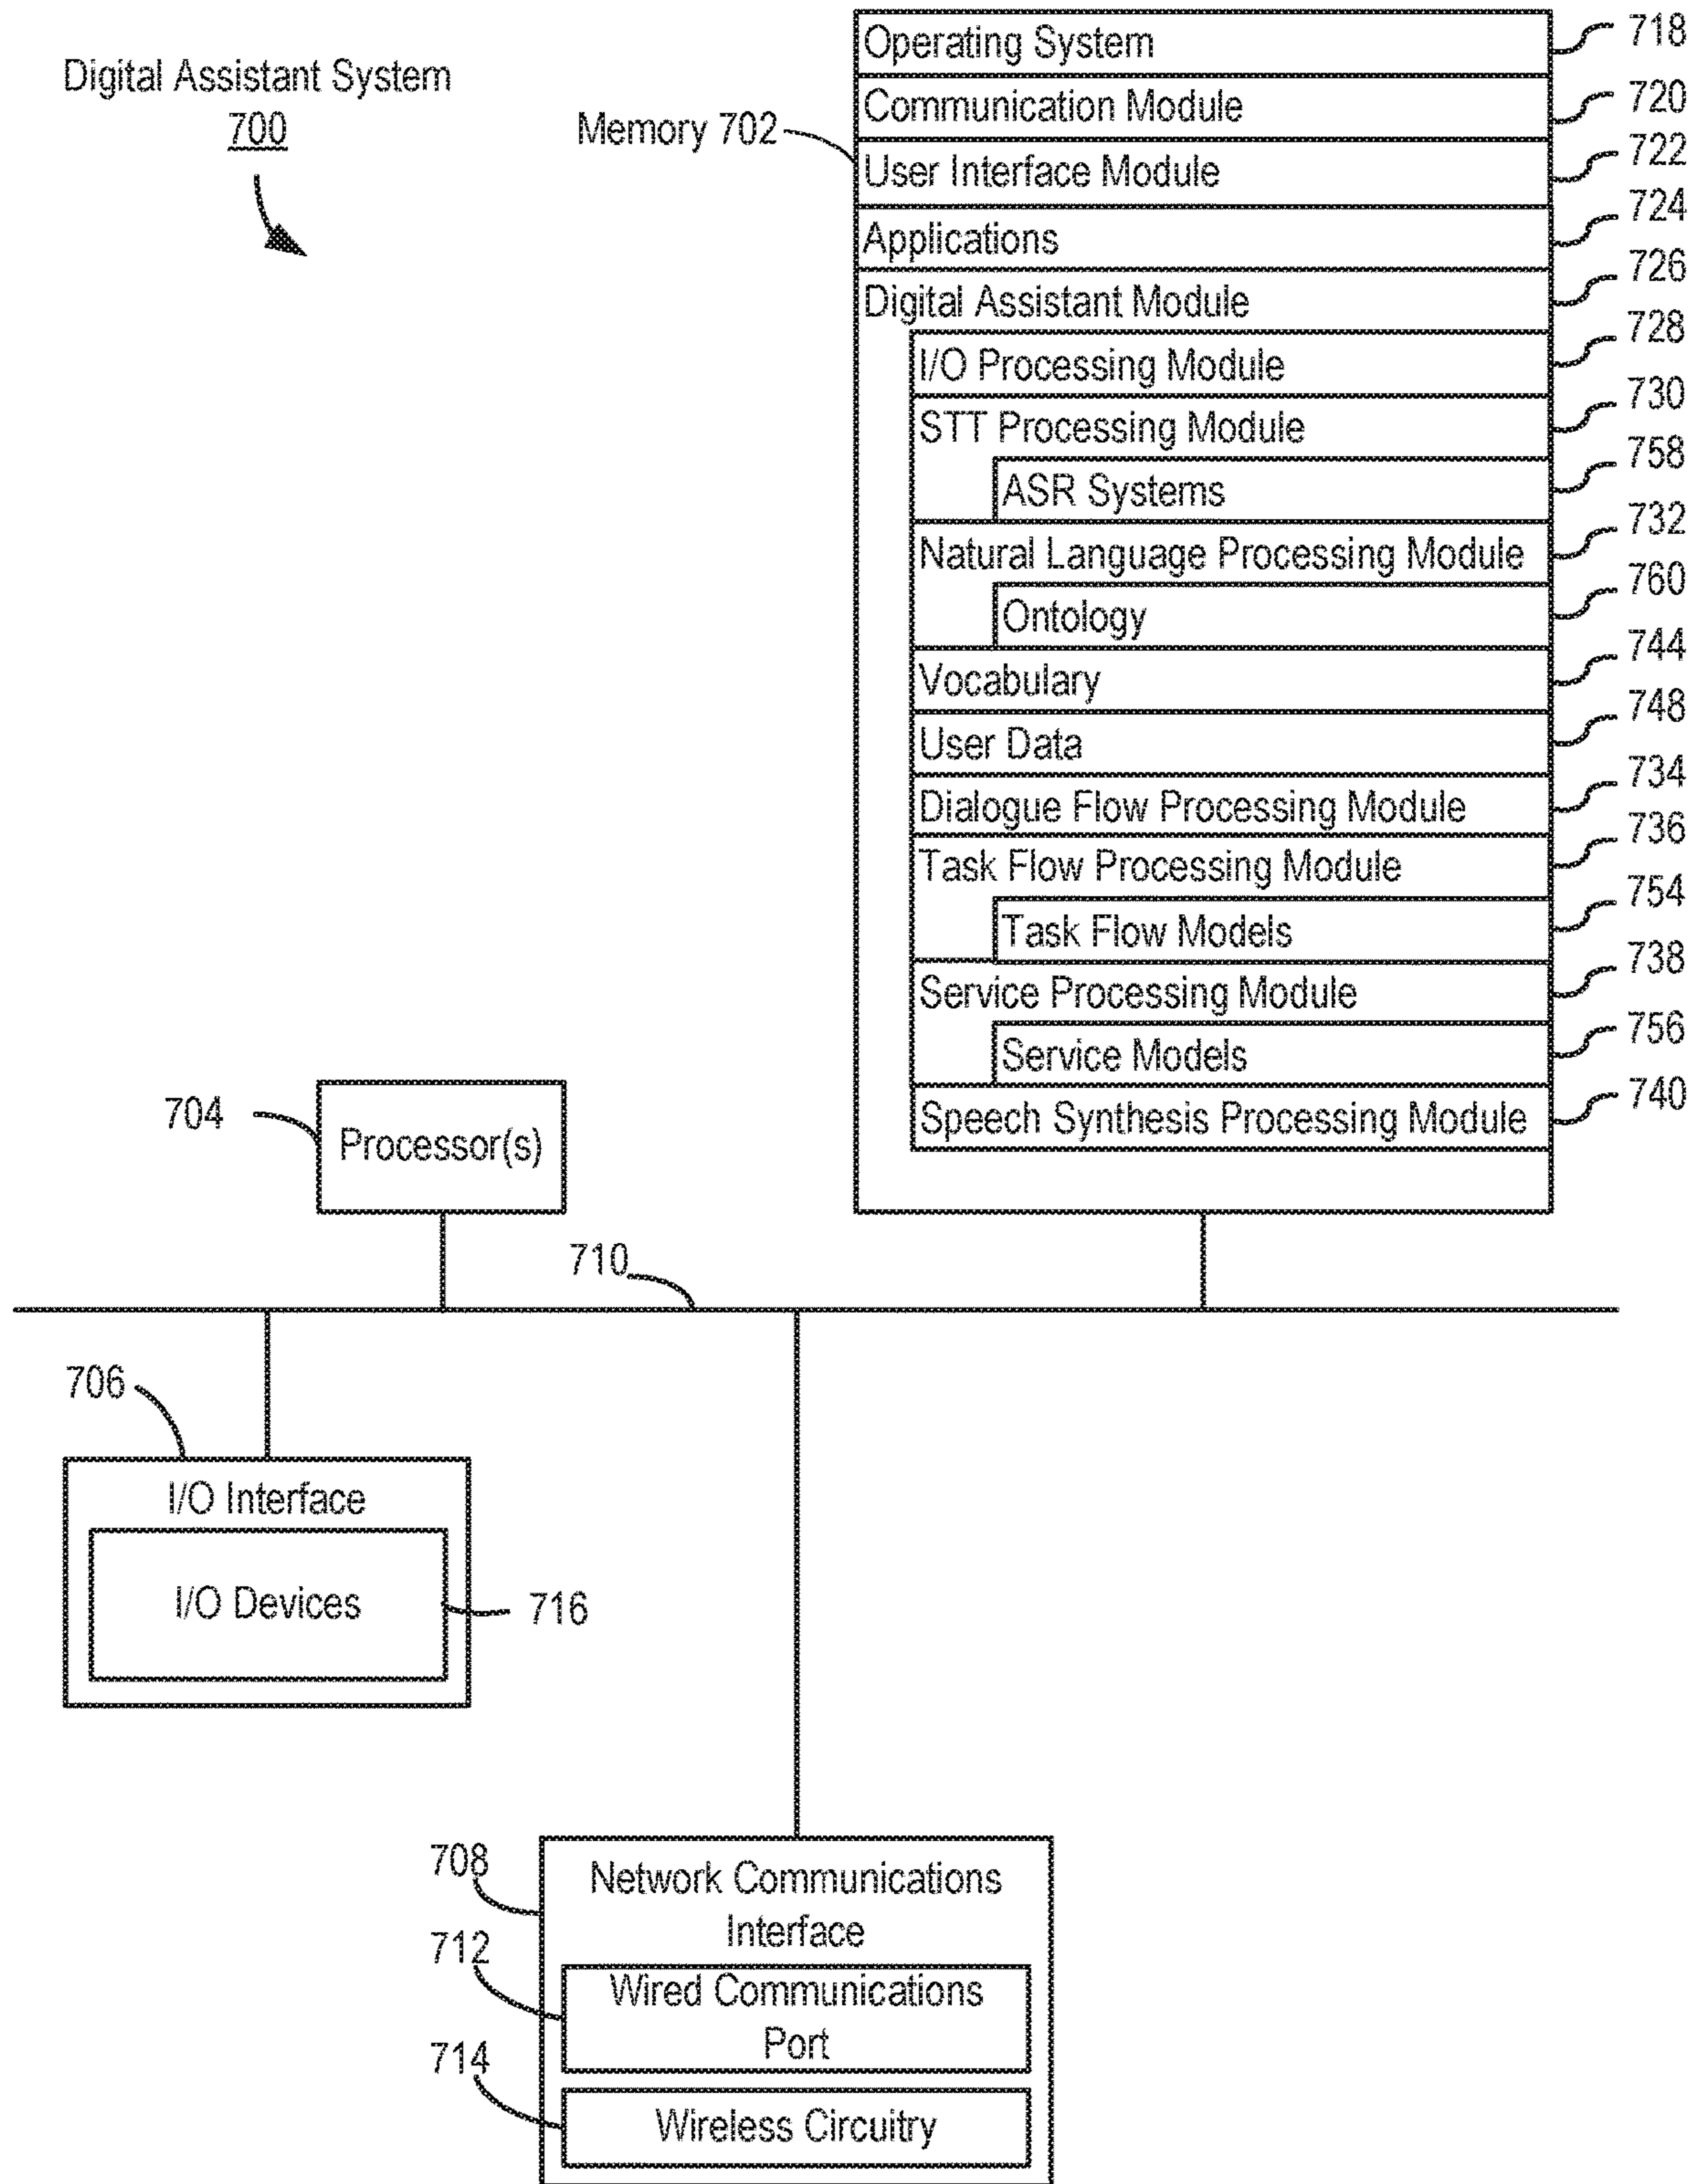 Digital Assistant System
700
Memory 702
Operating System 718
Communication Module 720
User Interface Module 722
Applications 724
Digital Assistant Module 726
I/O Processing Module 728
STT Processing Module 730
ASR Systems 758
Natural Language Processing Module 732
Ontology 760
Vocabulary 744
User Data 748
Dialogue Flow Processing Module 734
Task Flow Processing Module 736
Task Flow Models 754
Service Processing Module 738
Service Models 756
Speech Synthesis Processing Module 740
704
Processor(s)
710
706
I/O Interface
I/O Devices
716
708
Network Communications
Interface
712
Wired Communications
Port
714
Wireless Circuitry